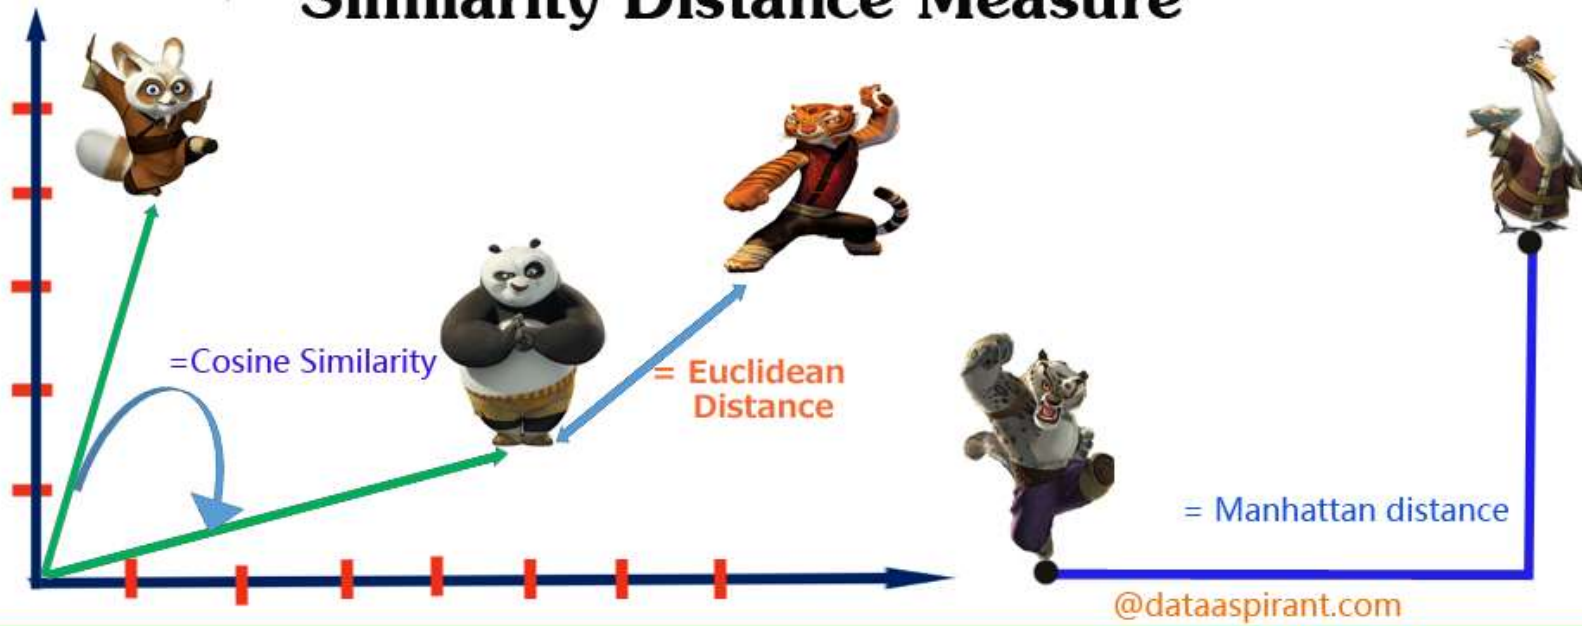 Similarity Distance Measure
=Cosine Similarity
= Euclidean
Distance
= Manhattan distance
@dataaspirant.com